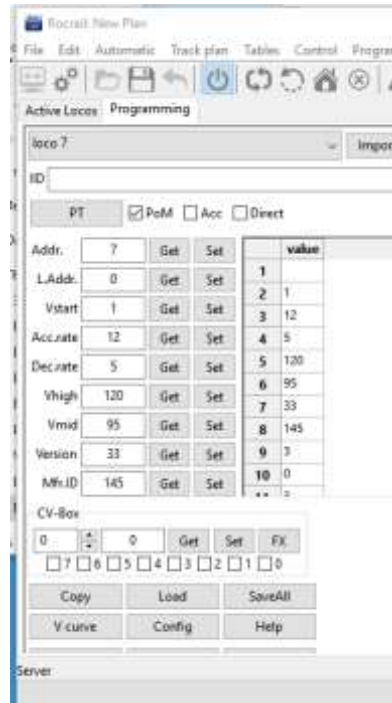 Rocrail: New Plan
File Edit Automatic Track plan Tables Control
Active Locos Programming
loco 7
IID
PT PoM Acc Direct
Addr. 7 Get Set
L.Addr. 0 Get Set
Vstart 1 Get Set
Acc.rate 12 Get Set
Dec.rate 5 Get Set
Vhigh 120 Get Set
Vmid 95 Get Set
Version 33 Get Set
Mfr.ID 145 Get Set
value
1
2 1
3 12
4 5
5 120
6 95
7 33
8 145
9 3
10 0
CV-Box
0 0 Get Set FX
7 6 5 4 3 2 1 0
Copy Load SaveAll
V curve Config Help
Server